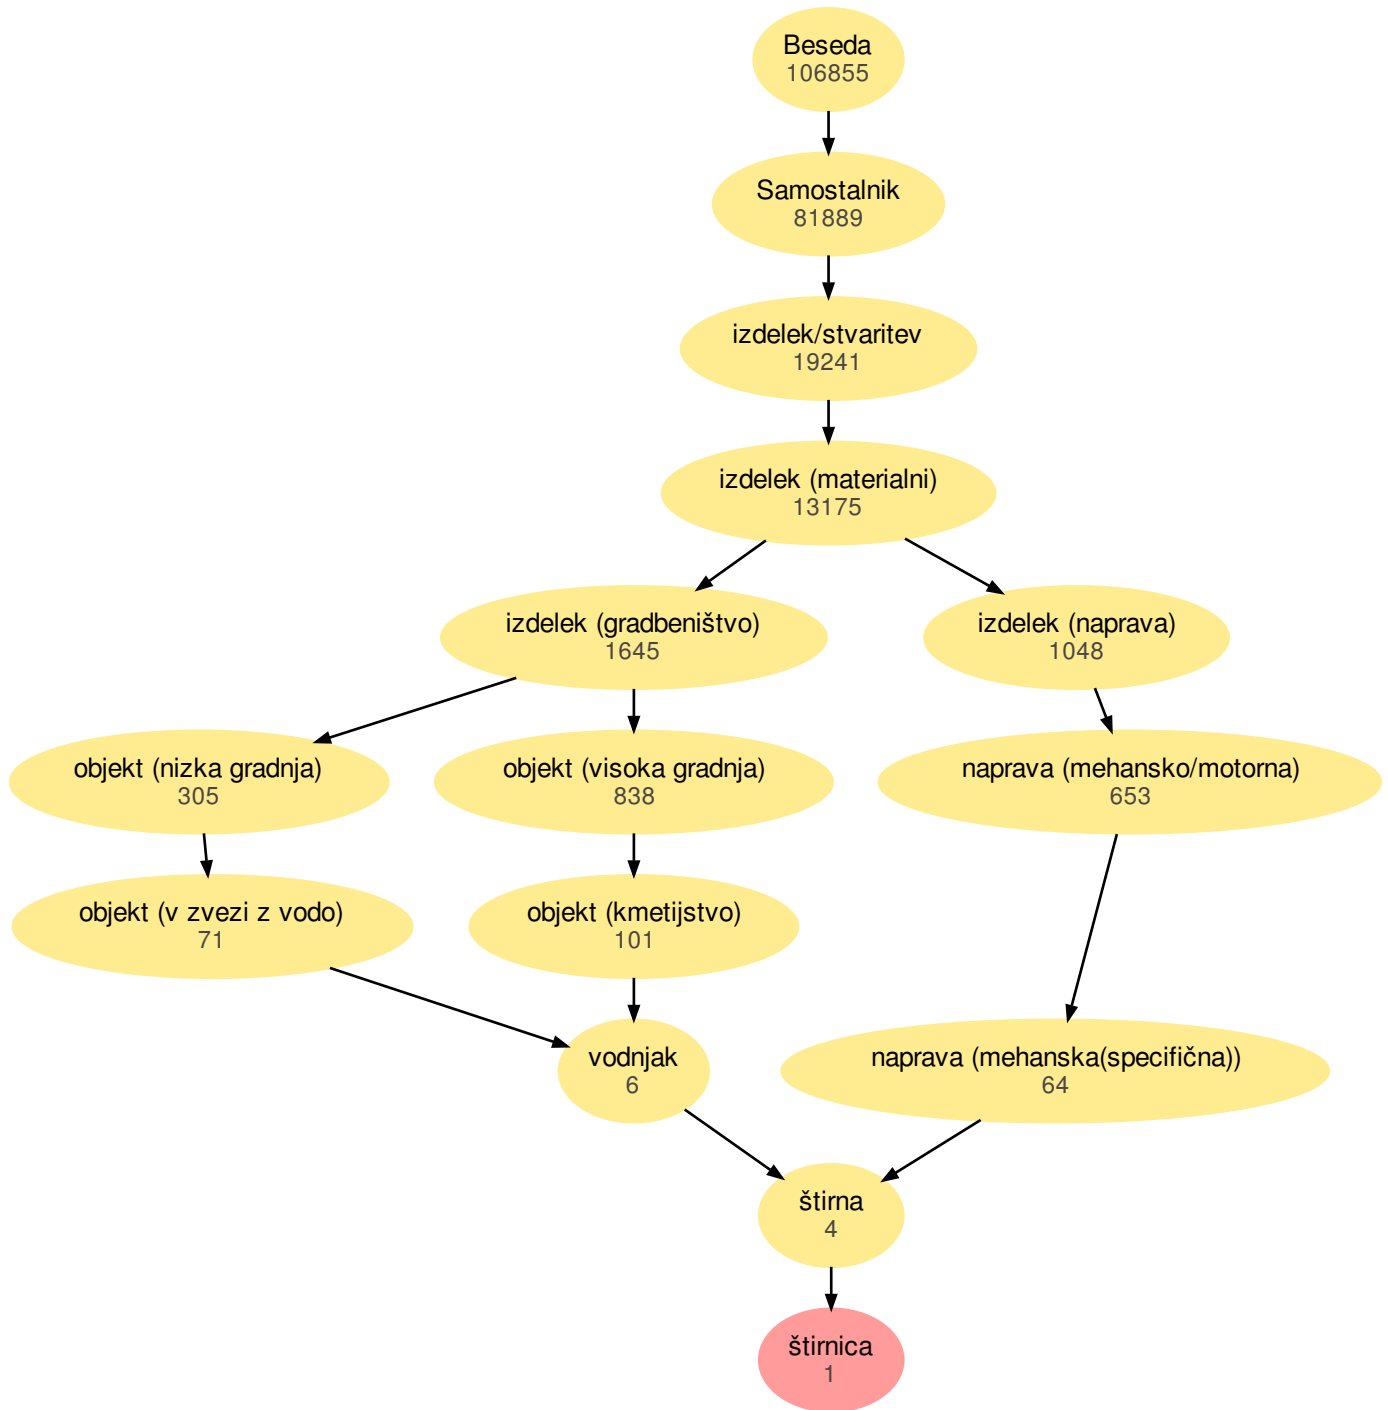 Beseda
106855
Samostalnik
81889
izdelek/stvaritev
19241
izdelek (materialni)
13175
izdelek (gradbeništvo)
1645
izdelek (naprava)
1048
objekt (nizka gradnja)
305
objekt (visoka gradnja)
838
naprava (mehansko/motorna)
653
objekt (v zvezi z vodo)
71
objekt (kmetijstvo)
101
vodnjak
6
naprava (mehanska(specifična))
64
štirna
4
štirnica
1